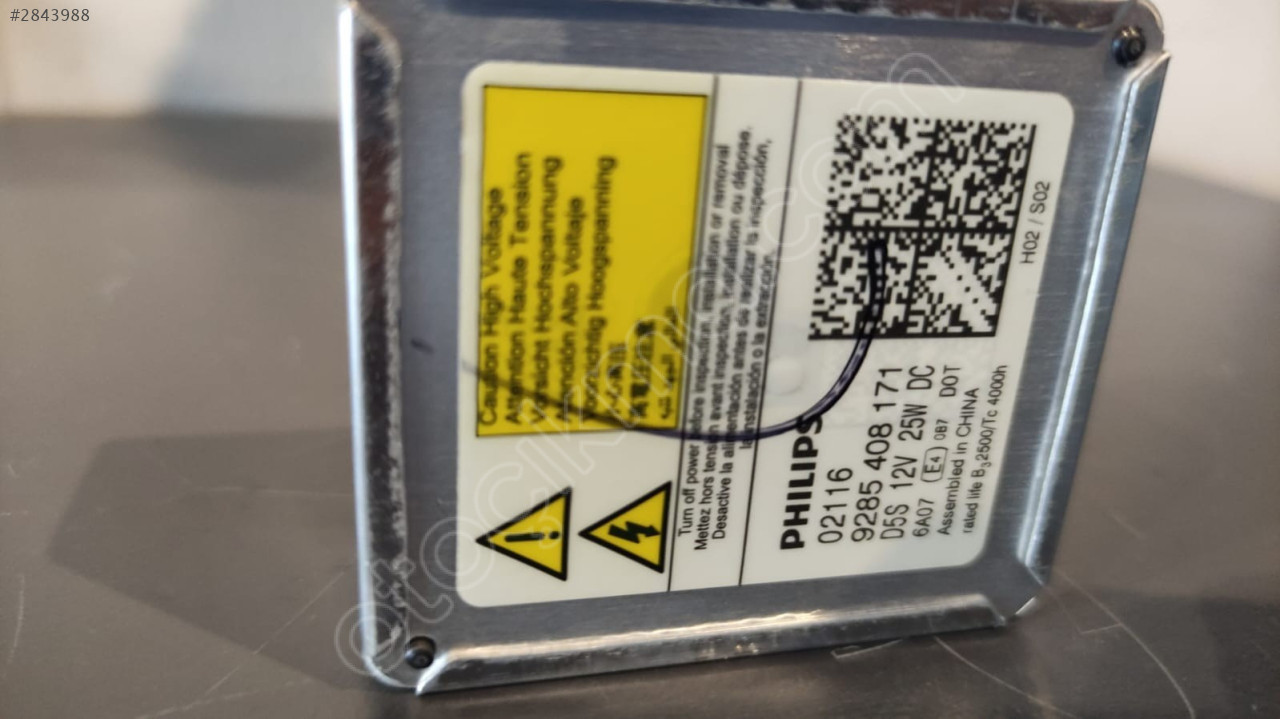 #2843988
Caution High Voltage
Attention Haute Tension
Vorsicht Hochspannung
Atención Alto Voltaje
Voorzichtig Hoogspanning
Turn off power before inspection, installation or removal
Mettez hors tension avant inspection, installation ou dépose.
Desactive la alimentación antes de realizar la inspección,
la instalación o la extracción.
PHILIPS
02116
9285 408 171
D5S 12V 25W DC
6A07 E4 087 DOT
Assembled in CHINA
rated life B3 2500/Tc 4000h
H02 / S02
otocikma.com